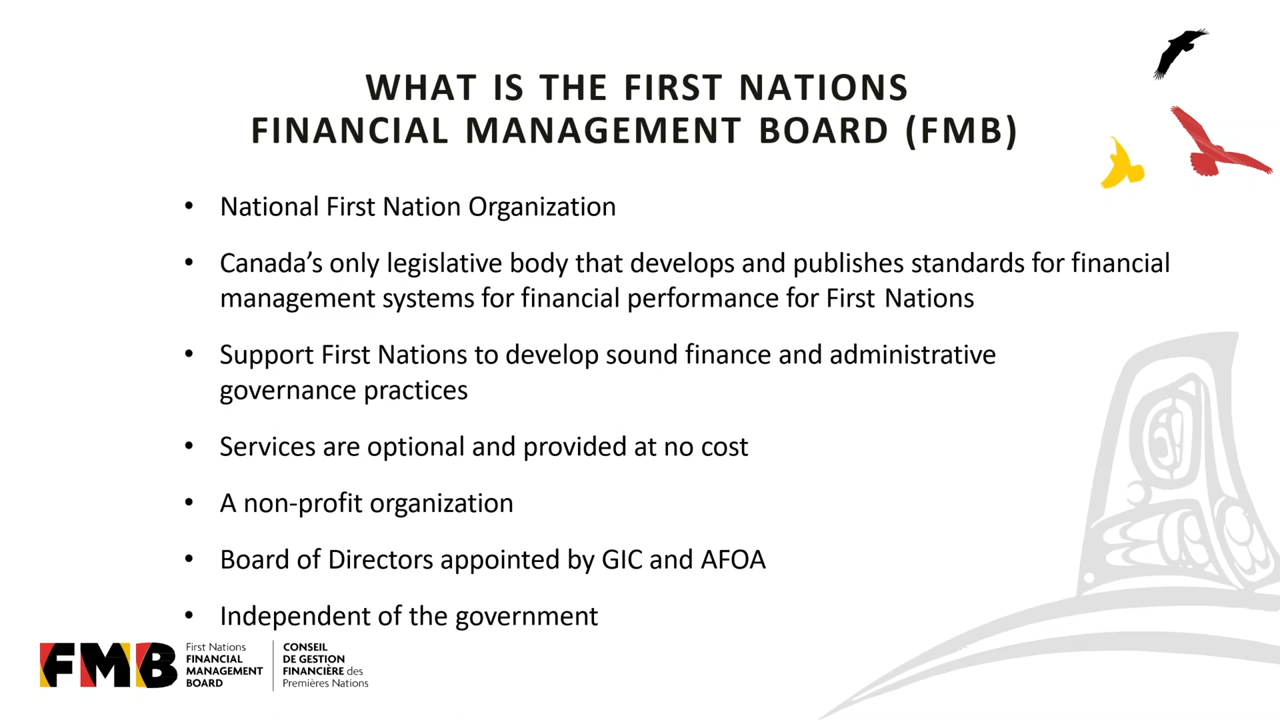 WHAT IS THE FIRST NATIONS
FINANCIAL MANAGEMENT BOARD (FMB)
• National First Nation Organization
• Canada’s only legislative body that develops and publishes standards for financial
management systems for financial performance for First Nations
• Support First Nations to develop sound finance and administrative
governance practices
• Services are optional and provided at no cost
• A non-profit organization
• Board of Directors appointed by GIC and AFOA
• Independent of the government
FMB
First Nations
FINANCIAL
MANAGEMENT
BOARD
CONSEIL
DE GESTION
FINANCIÈRE des
Premières Nations